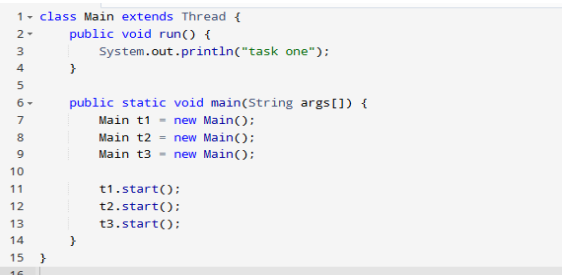 1 class Main extends Thread {
2 public void run() {
3 System.out.println("task one");
4 }
5
6 public static void main(String args[]) {
7 Main t1 = new Main();
8 Main t2 = new Main();
9 Main t3 = new Main();
10
11 t1.start();
12 t2.start();
13 t3.start();
14 }
15 }
16